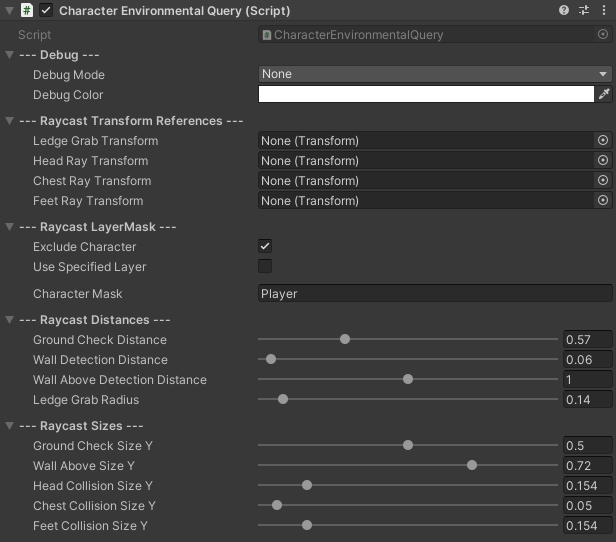 Character Environmental Query (Script)
Script CharacterEnvironmentalQuery
--- Debug ---
Debug Mode None
Debug Color
--- Raycast Transform References ---
Ledge Grab Transform None (Transform)
Head Ray Transform None (Transform)
Chest Ray Transform None (Transform)
Feet Ray Transform None (Transform)
--- Raycast LayerMask ---
Exclude Character
Use Specified Layer
Character Mask Player
--- Raycast Distances ---
Ground Check Distance 0.57
Wall Detection Distance 0.06
Wall Above Detection Distance 1
Ledge Grab Radius 0.14
--- Raycast Sizes ---
Ground Check Size Y 0.5
Wall Above Size Y 0.72
Head Collision Size Y 0.154
Chest Collision Size Y 0.05
Feet Collision Size Y 0.154